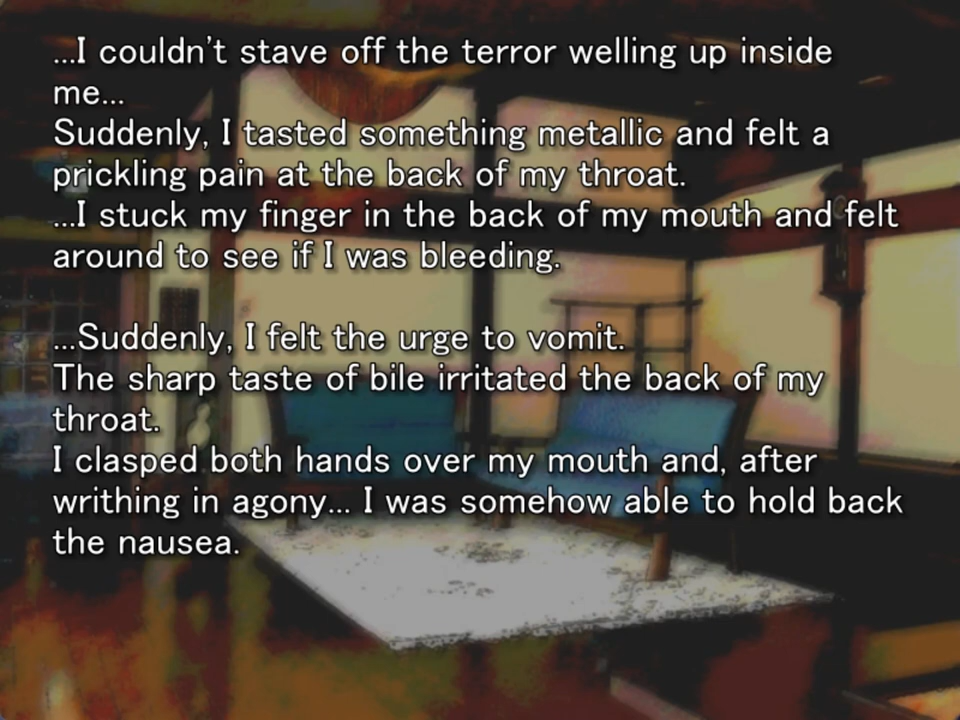 ...I couldn't stave off the terror welling up inside
me...
Suddenly, I tasted something metallic and felt a
prickling pain at the back of my throat.
...I stuck my finger in the back of my mouth and felt
around to see if I was bleeding.
...Suddenly, I felt the urge to vomit.
The sharp taste of bile irritated the back of my
throat.
I clasped both hands over my mouth and, after
writhing in agony... I was somehow able to hold back
the nausea.